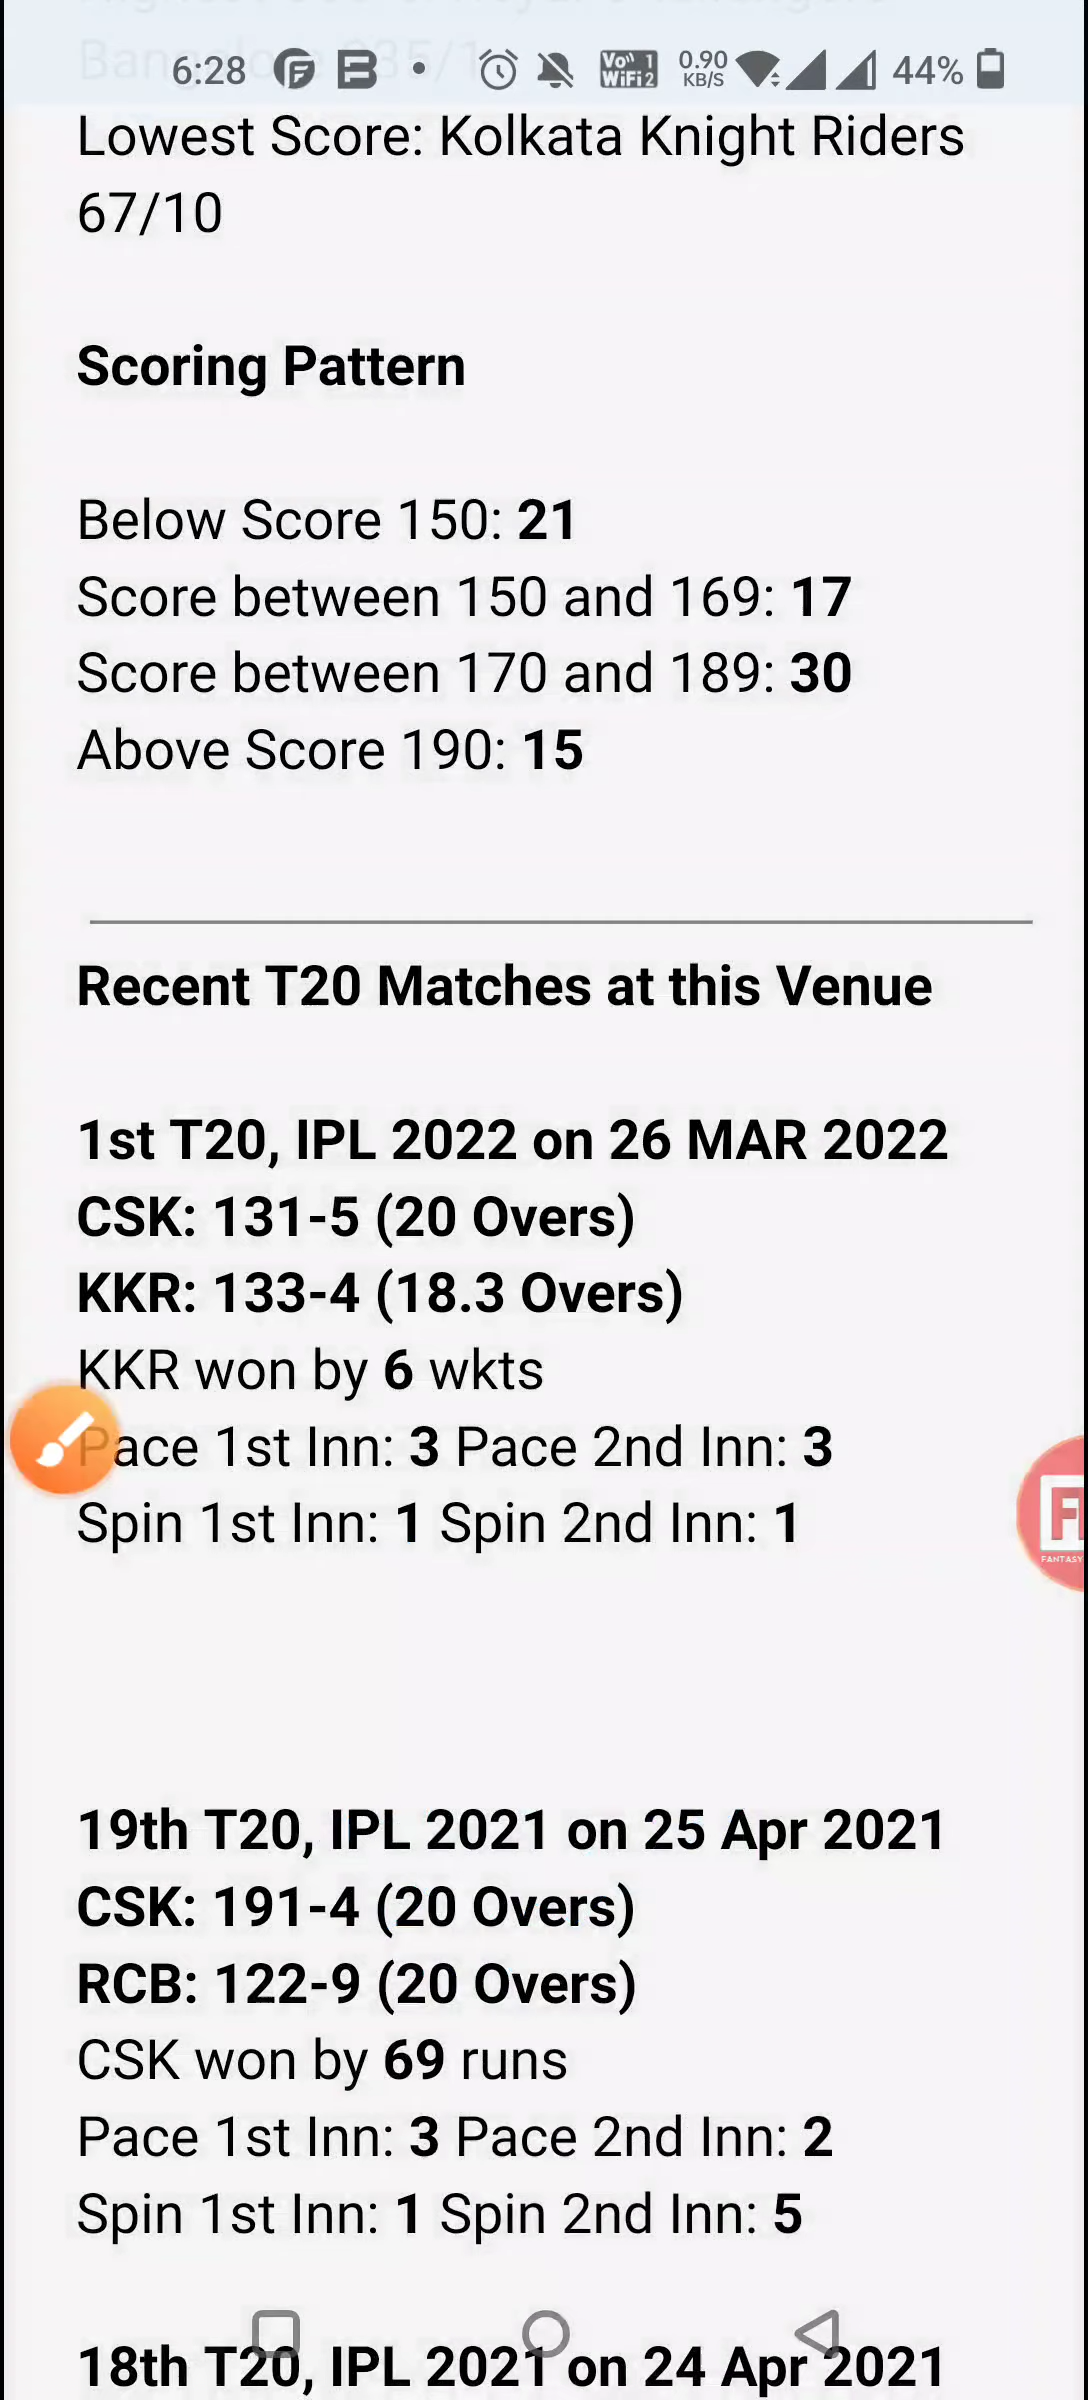 6:28
Vo 1
WiFi 2
0.90
KB/S
44%
Lowest Score: Kolkata Knight Riders
67/10
Scoring Pattern
Below Score 150: 21
Score between 150 and 169: 17
Score between 170 and 189: 30
Above Score 190: 15
Recent T20 Matches at this Venue
1st T20, IPL 2022 on 26 MAR 2022
CSK: 131-5 (20 Overs)
KKR: 133-4 (18.3 Overs)
KKR won by 6 wkts
Pace 1st Inn: 3 Pace 2nd Inn: 3
Spin 1st Inn: 1 Spin 2nd Inn: 1
FANTASY
19th T20, IPL 2021 on 25 Apr 2021
CSK: 191-4 (20 Overs)
RCB: 122-9 (20 Overs)
CSK won by 69 runs
Pace 1st Inn: 3 Pace 2nd Inn: 2
Spin 1st Inn: 1 Spin 2nd Inn: 5
18th T20, IPL 2021 on 24 Apr 2021